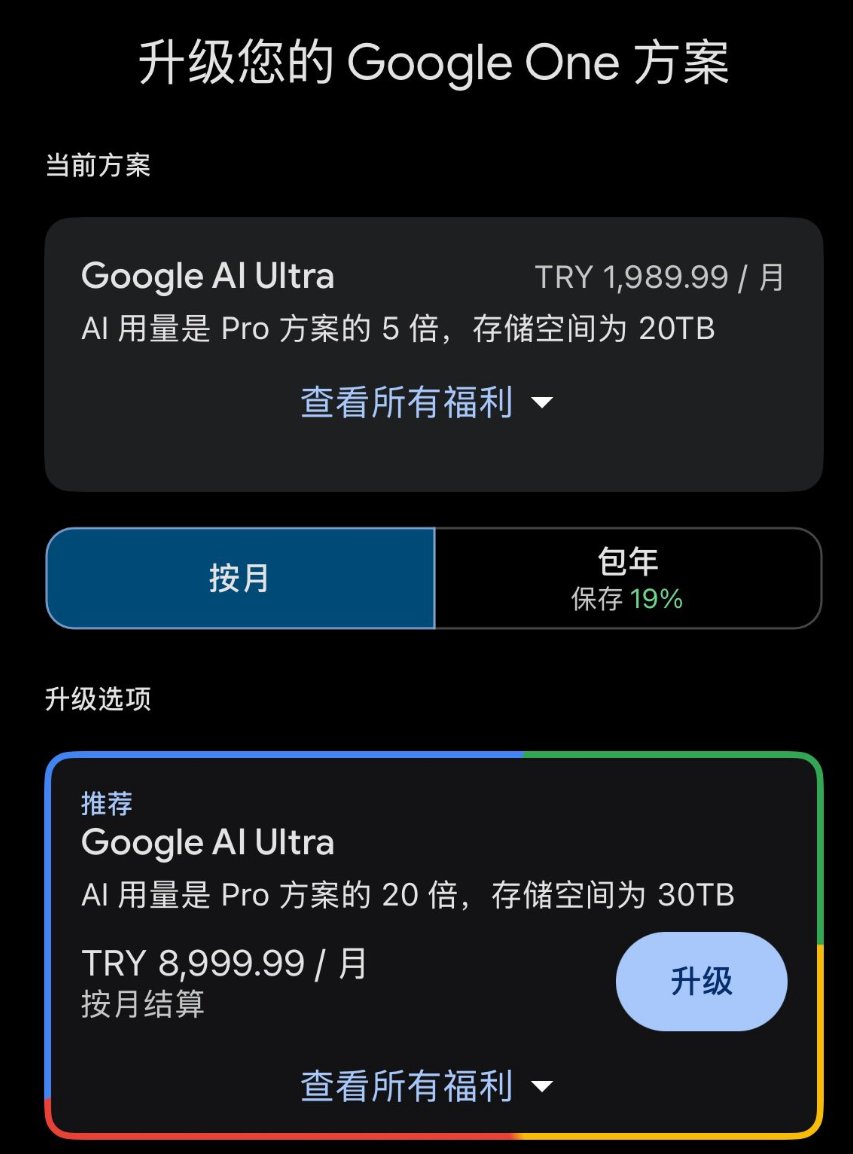 升级您的 Google One 方案
当前方案
Google AI Ultra
TRY 1,989.99 / 月
AI 用量是 Pro 方案的 5 倍，存储空间为 20TB
查看所有福利
按月
包年
保存 19%
升级选项
推荐
Google AI Ultra
AI 用量是 Pro 方案的 20 倍，存储空间为 30TB
TRY 8,999.99 / 月
按月结算
升级
查看所有福利